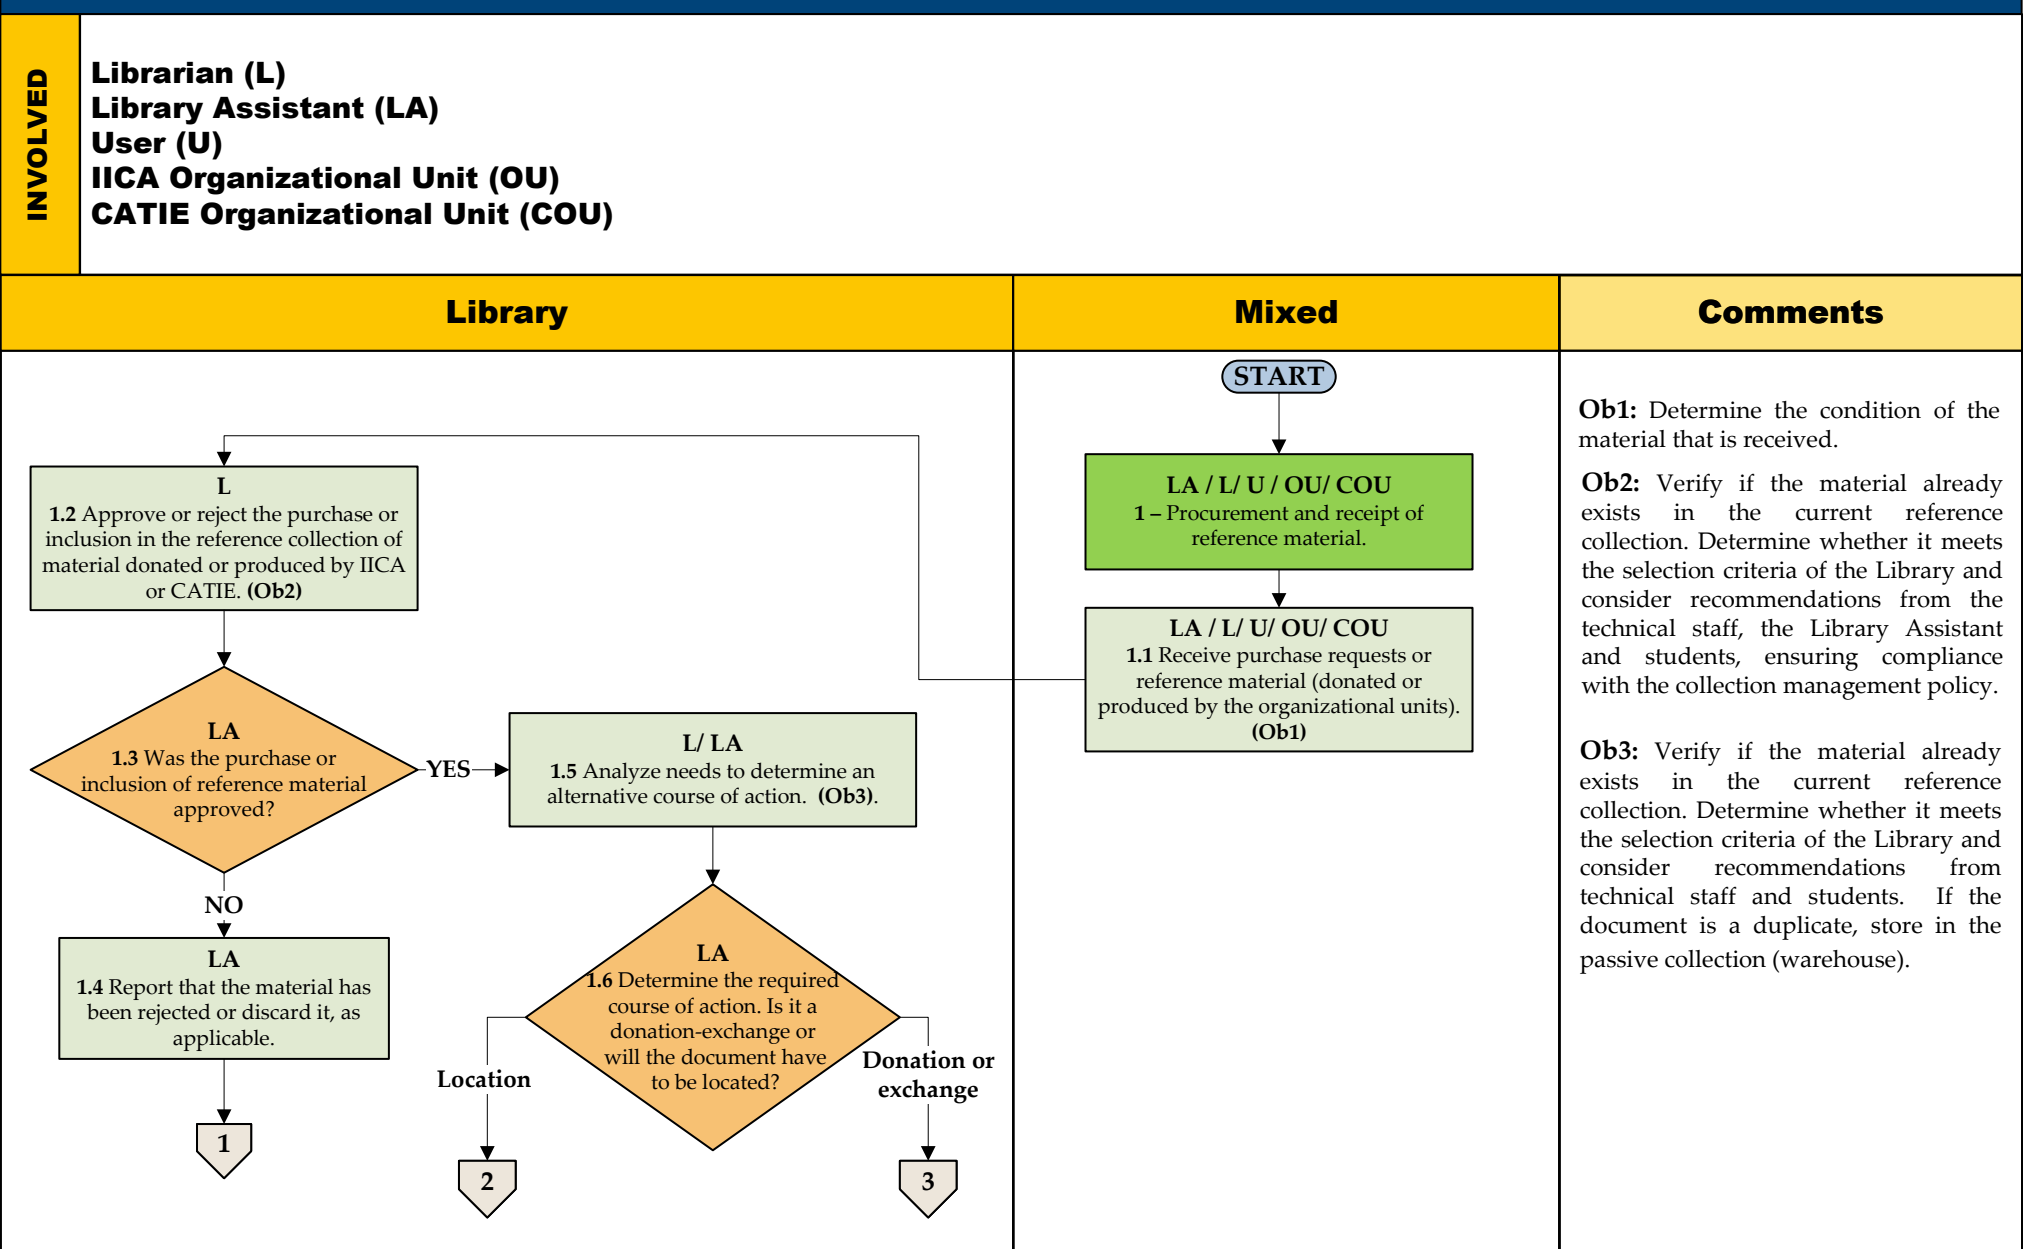 INVOLVED
Librarian (L)
Library Assistant (LA)
User (U)
IICA Organizational Unit (OU)
CATIE Organizational Unit (COU)
Library
Mixed
Comments
START
LA / L/ U / OU/ COU
1 – Procurement and receipt of
reference material.
LA / L/ U/ OU/ COU
1.1 Receive purchase requests or
reference material (donated or
produced by the organizational units).
(Ob1)
L
1.2 Approve or reject the purchase or
inclusion in the reference collection of
material donated or produced by IICA
or CATIE. (Ob2)
LA
1.3 Was the purchase or
inclusion of reference material
approved?
YES
NO
LA
1.4 Report that the material has
been rejected or discard it, as
applicable.
1
L/ LA
1.5 Analyze needs to determine an
alternative course of action. (Ob3).
LA
1.6 Determine the required
course of action. Is it a
donation-exchange or
will the document have
to be located?
Location
2
Donation or
exchange
3
Ob1: Determine the condition of the
material that is received.
Ob2: Verify if the material already
exists in the current reference
collection. Determine whether it meets
the selection criteria of the Library and
consider recommendations from the
technical staff, the Library Assistant
and students, ensuring compliance
with the collection management policy.
Ob3: Verify if the material already
exists in the current reference
collection. Determine whether it meets
the selection criteria of the Library and
consider recommendations from
technical staff and students. If the
document is a duplicate, store in the
passive collection (warehouse).